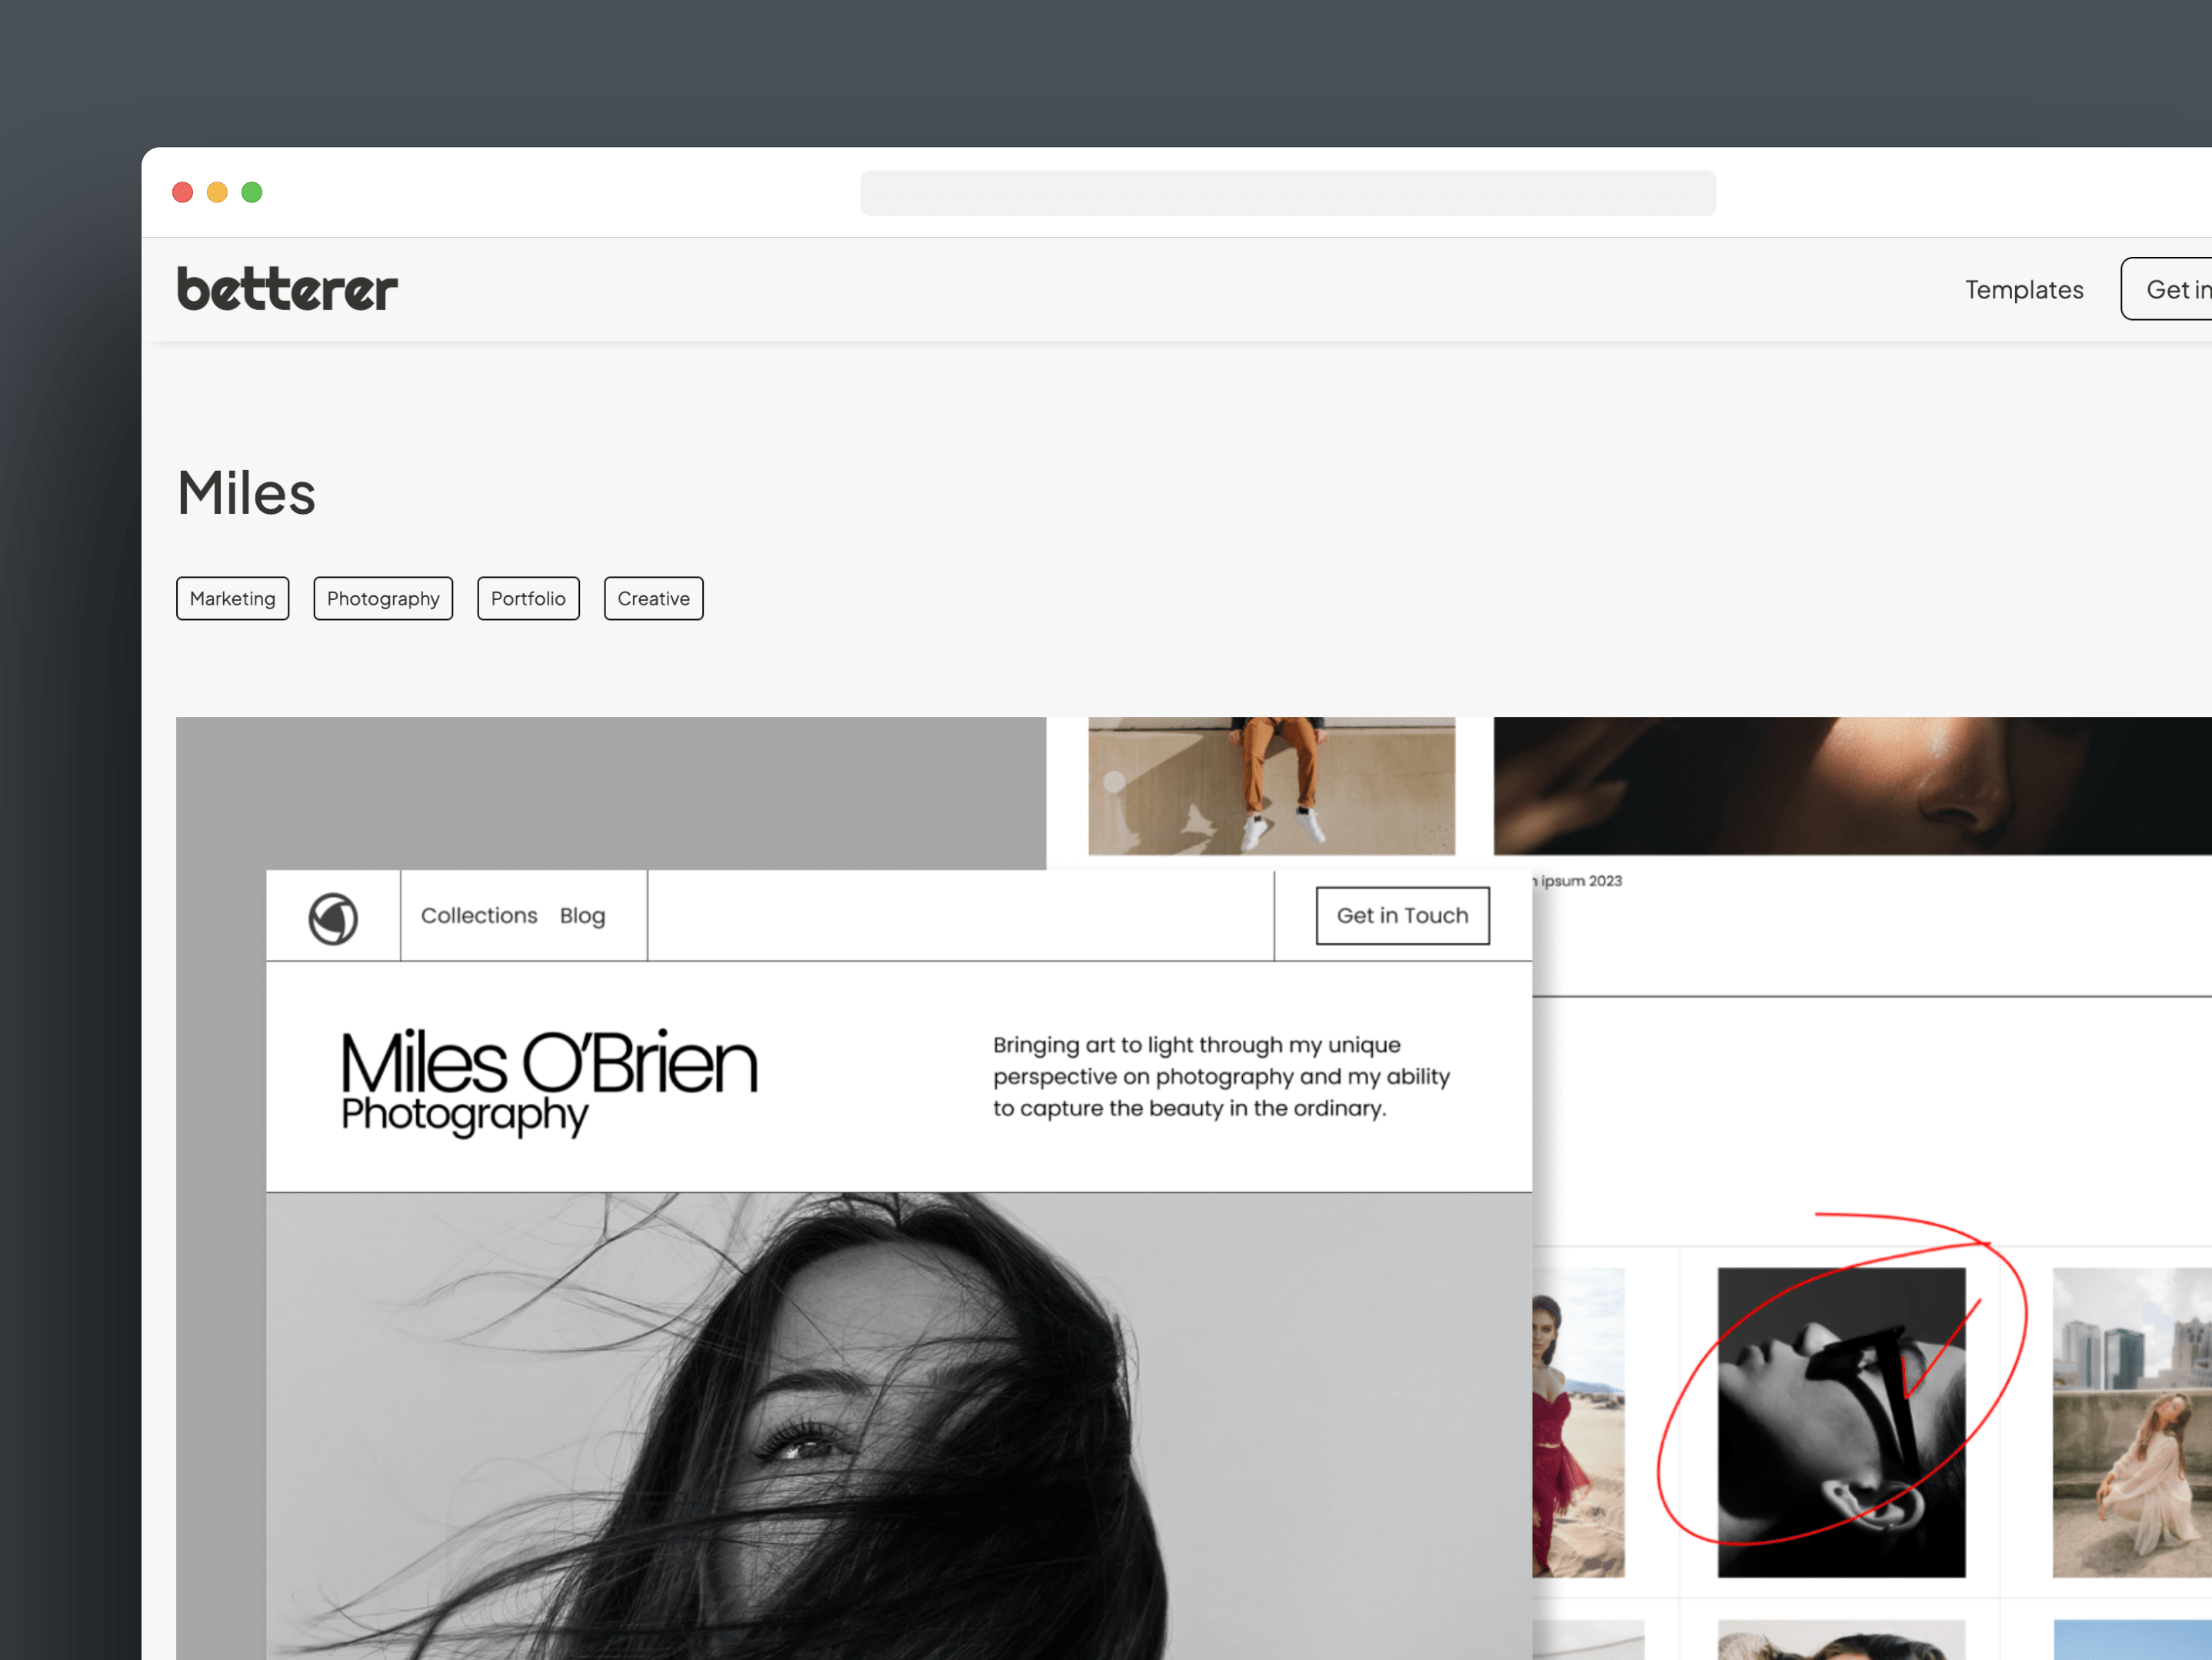 betterer
Templates
Get in
Miles
Marketing
Photography
Portfolio
Creative
ipsum 2023
Collections
Blog
Get in Touch
Miles O'Brien
Photography
Bringing art to light through my unique
perspective on photography and my ability
to capture the beauty in the ordinary.